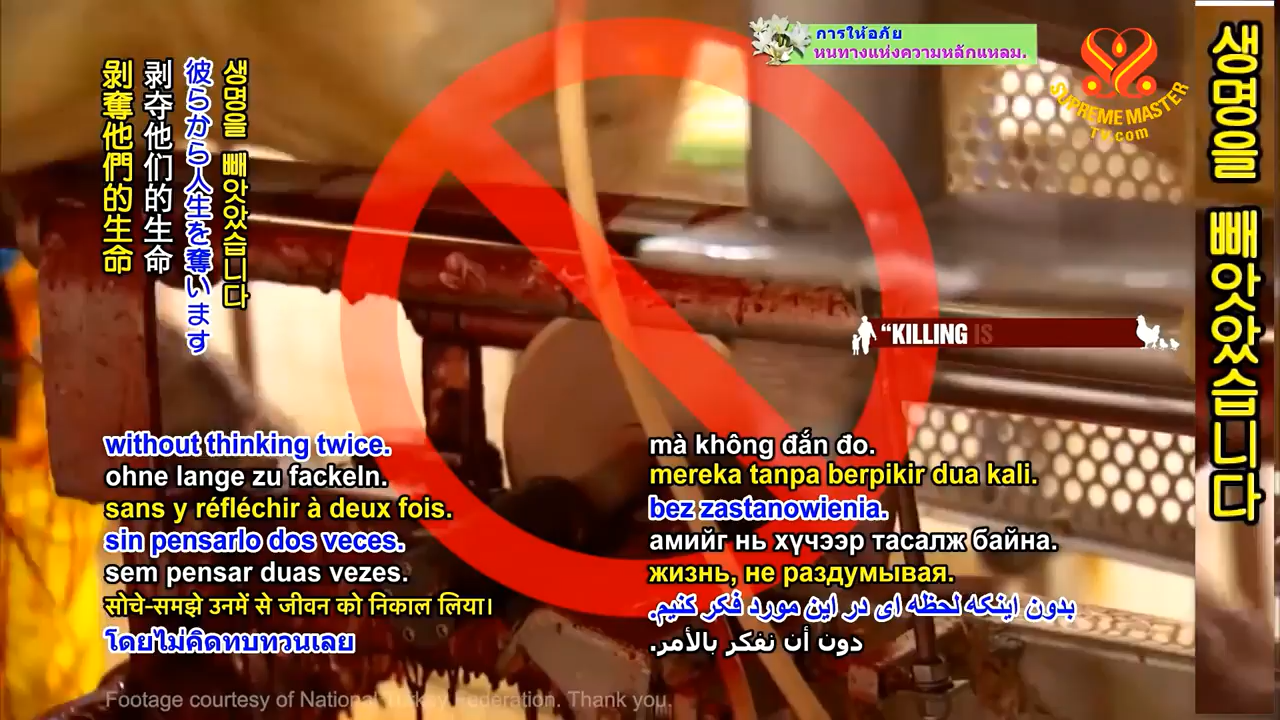 생명을 빼앗았습니다
彼らから人生を奪います
剥夺他们的生命
剝奪他們的生命
การให้อภัย
หนทางแห่งความหลักแหลม.
SUPREME MASTER
TV.com
생명을 빼앗았습니다
“KILLING IS
without thinking twice.
ohne lange zu fackeln.
sans y réfléchir à deux fois.
sin pensarlo dos veces.
sem pensar duas vezes.
सोचे-समझे उनमें से जीवन को निकाल लिया।
โดยไม่คิดทบทวนเลย
mà không đắn đo.
mereka tanpa berpikir dua kali.
bez zastanowienia.
амийг нь хүчээр тасалж байна.
жизнь, не раздумывая.
بدون اینکه لحظه ای در این مورد فکر کنیم.
دون أن نفكر بالأمر.
Footage courtesy of National Turkey Federation. Thank you.